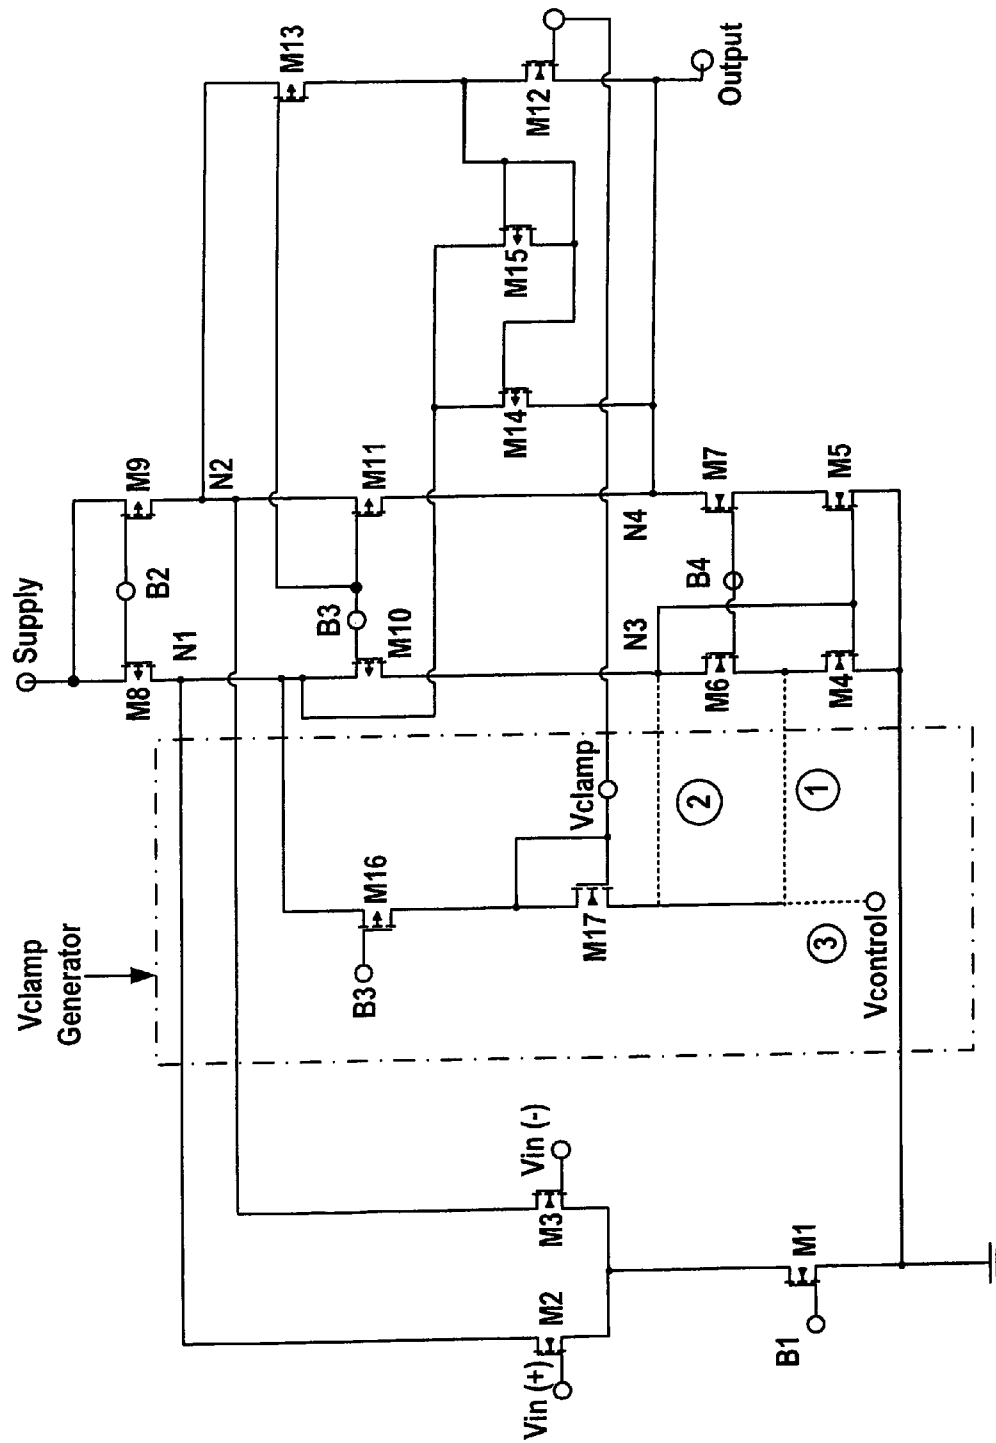 Supply
M8
B2
M9
N1
N2
M13
B3
M10
M11
M12
Output
M15
M14
Vclamp
Generator
B3
M16
M17
Vclamp
N3
N4
B4
M6
M7
M4
M5
2
1
3
Vcontrol
Vin (+)
M2
M3
Vin (-)
B1
M1